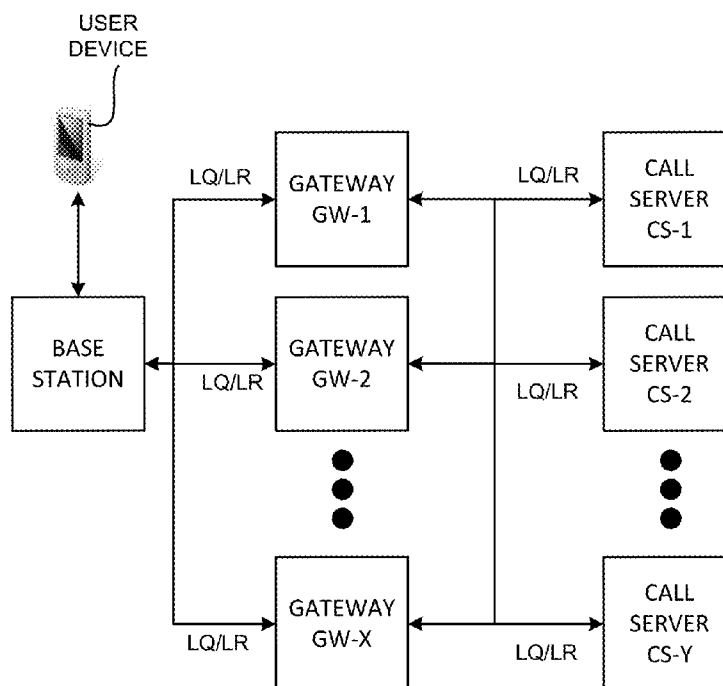 USER
DEVICE
LQ/LR
GATEWAY
GW-1
LQ/LR
CALL
SERVER
CS-1
BASE
STATION
LQ/LR
GATEWAY
GW-2
LQ/LR
CALL
SERVER
CS-2
LQ/LR
GATEWAY
GW-X
LQ/LR
CALL
SERVER
CS-Y